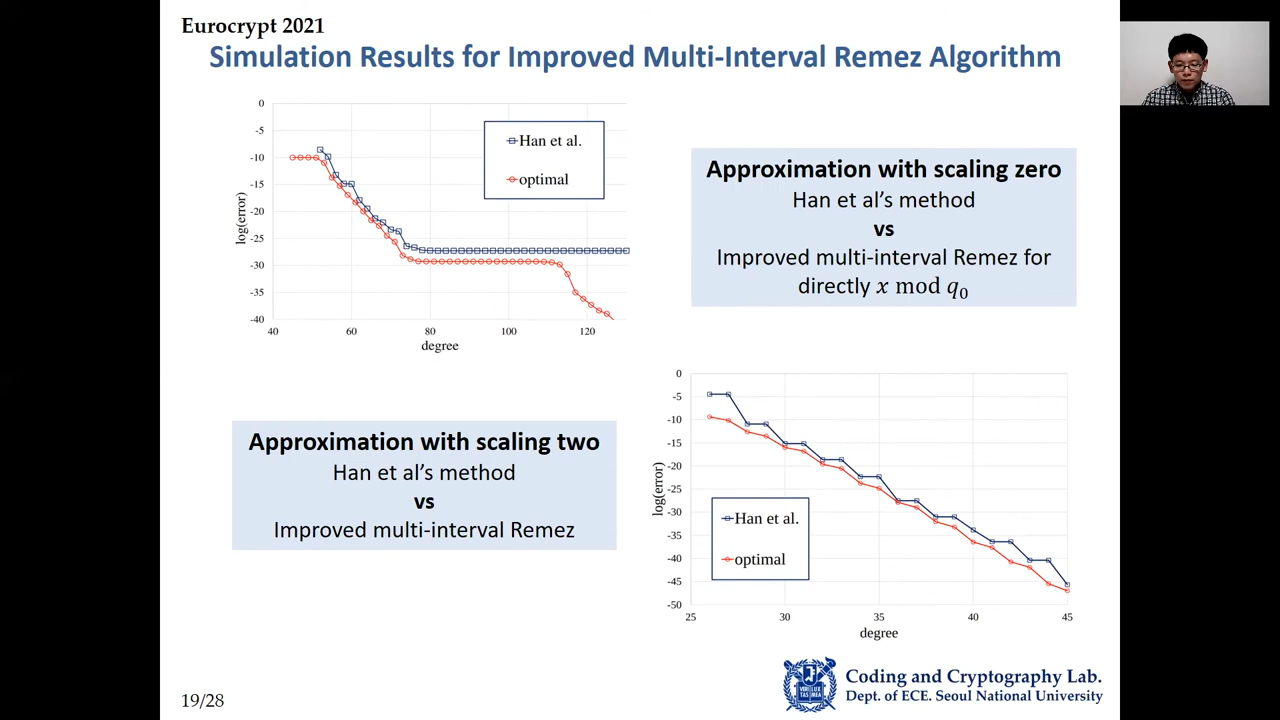 Eurocrypt 2021
Simulation Results for Improved Multi-Interval Remez Algorithm
0
-5
-10
-15
-20
-25
-30
-35
-40
log(error)
40
60
80
100
120
degree
Han et al.
optimal
Approximation with scaling zero
Han et al’s method
vs
Improved multi-interval Remez for
directly x mod q₀
Approximation with scaling two
Han et al’s method
vs
Improved multi-interval Remez
0
-5
-10
-15
-20
-25
-30
-35
-40
-45
-50
log(error)
25
30
35
40
45
degree
Han et al.
optimal
Coding and Cryptography Lab.
Dept. of ECE. Seoul National University
19/28